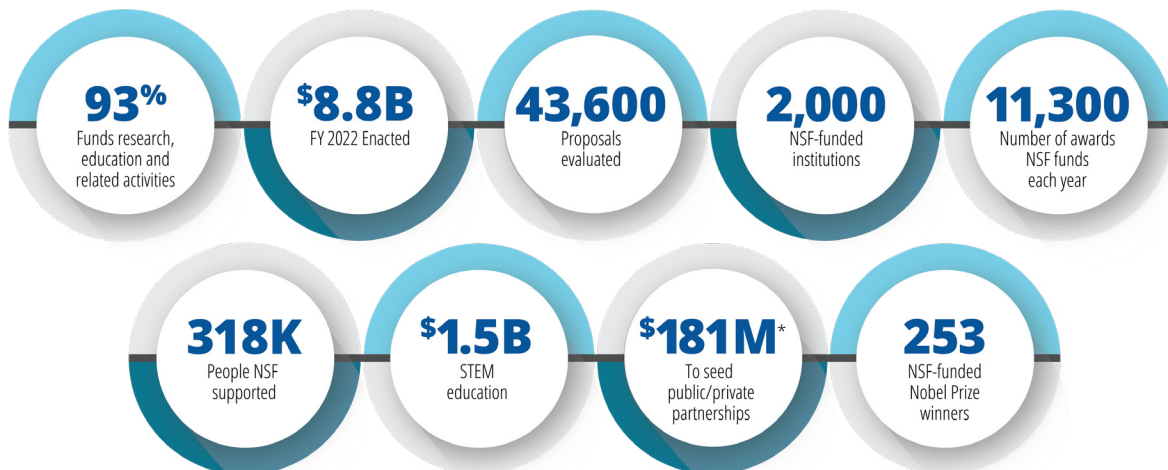 93%
Funds research,
education and
related activities
$8.8B
FY 2022 Enacted
43,600
Proposals
evaluated
2,000
NSF-funded
institutions
11,300
Number of awards
NSF funds
each year
318K
People NSF
supported
$1.5B
STEM
education
$181M*
To seed
public/private
partnerships
253
NSF-funded
Nobel Prize
winners